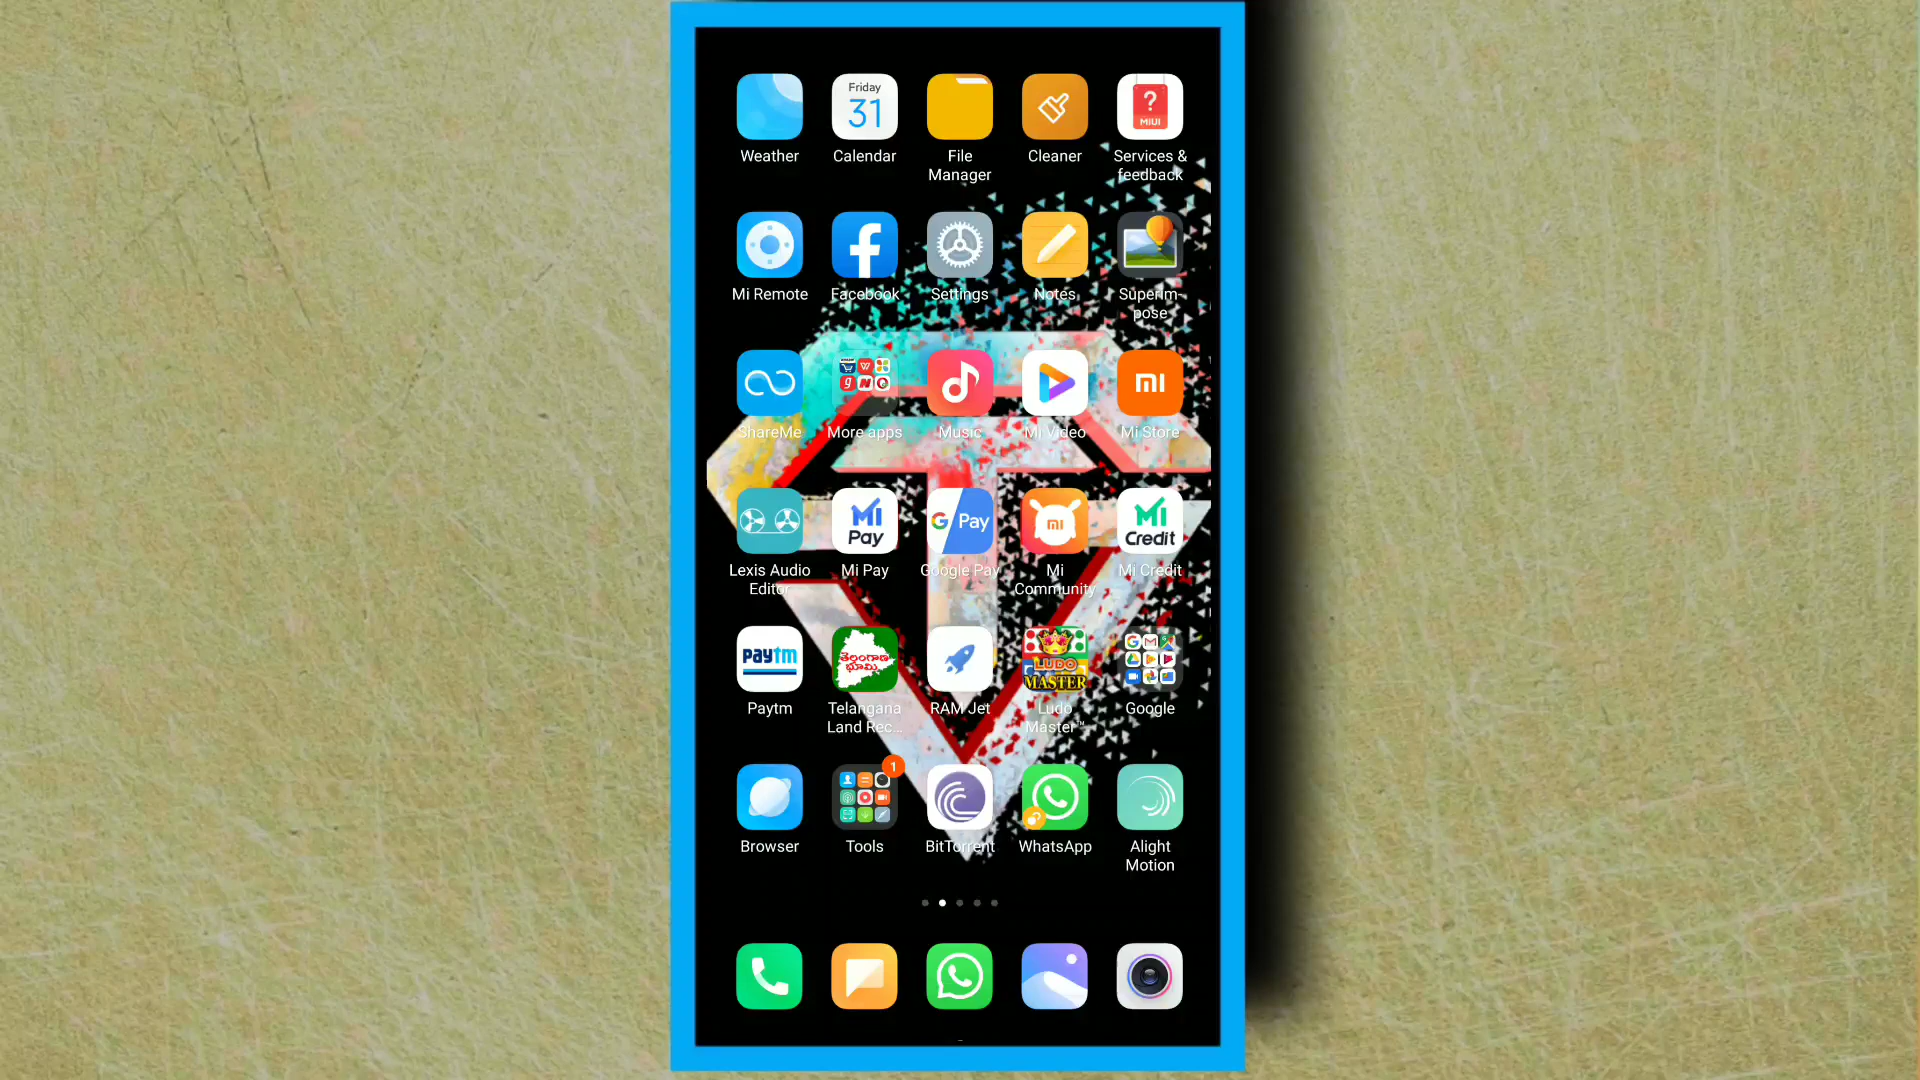 Friday
31
?
MIUI
Weather
Calendar
File
Manager
Cleaner
Services &
feedback
Mi Remote
Facebook
Settings
Notes
Superim-
pose
mi
ShareMe
More apps
Music
Mi Video
Mi Store
Mi
Pay
G Pay
mi
Mi
Credit
Lexis Audio
Editor
Mi Pay
Google Pay
Mi
Community
Mi Credit
paytm
తెలంగాణ
భూమి
LUDO
MASTER
Paytm
Telangana
Land Rec...
RAM Jet
Ludo
Master™
Google
1
Browser
Tools
BitTorrent
WhatsApp
Alight
Motion